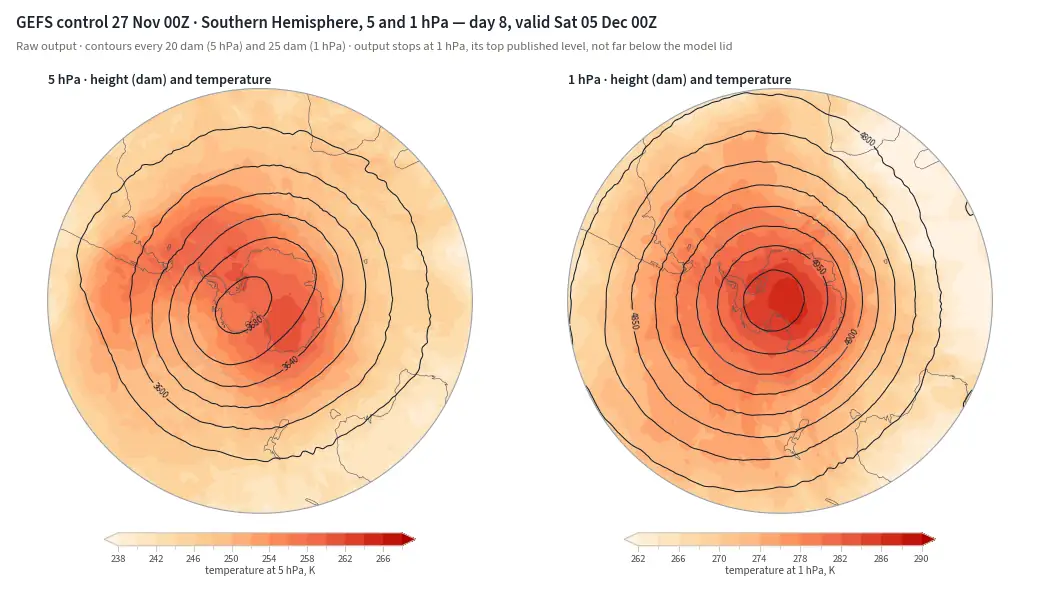 GEFS control 27 Nov 00Z · Southern Hemisphere, 5 and 1 hPa — day 8, valid Sat 05 Dec 00Z
Raw output · contours every 20 dam (5 hPa) and 25 dam (1 hPa) · output stops at 1 hPa, its top published level, not far below the model lid
5 hPa · height (dam) and temperature
1 hPa · height (dam) and temperature
3680
3640
3600
4800
4950
4850
4900
238 242 246 250 254 258 262 266
temperature at 5 hPa, K
262 266 270 274 278 282 286 290
temperature at 1 hPa, K